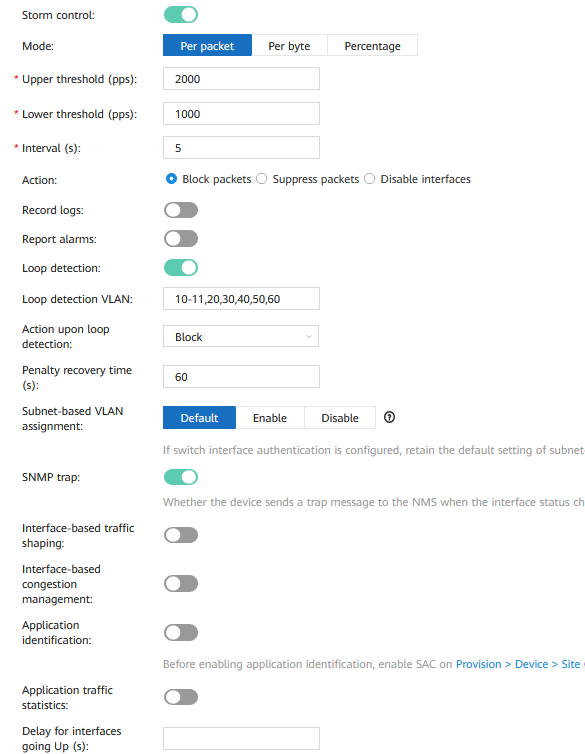 Storm control:
Mode: Per packet Per byte Percentage
* Upper threshold (pps): 2000
* Lower threshold (pps): 1000
* Interval (s): 5
Action: Block packets Suppress packets Disable interfaces
Record logs:
Report alarms:
Loop detection:
Loop detection VLAN: 10-11,20,30,40,50,60
Action upon loop
detection: Block
Penalty recovery time
(s): 60
Subnet-based VLAN
assignment: Default Enable Disable ?
If switch interface authentication is configured, retain the default setting of subnet-
SNMP trap:
Whether the device sends a trap message to the NMS when the interface status ch
Interface-based traffic
shaping:
Interface-based
congestion
management:
Application
identification:
Before enabling application identification, enable SAC on Provision > Device > Site
Application traffic
statistics:
Delay for interfaces
going Up (s):